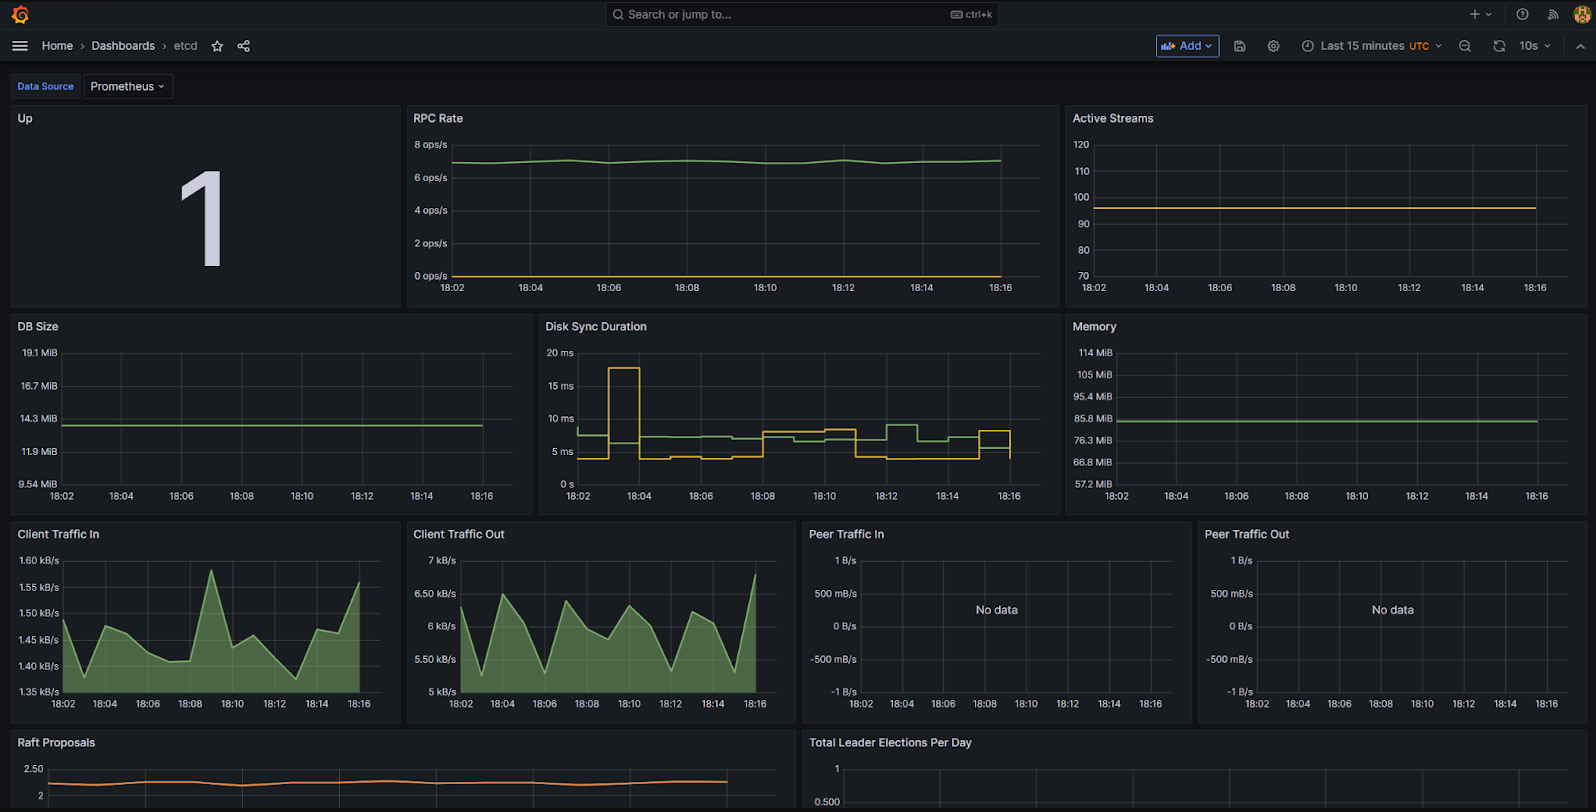 Search or jump to... ctrl+k
Home › Dashboards › etcd Add Last 15 minutes UTC 10s
Data Source Prometheus
Up
1
RPC Rate
8 ops/s
6 ops/s
4 ops/s
2 ops/s
0 ops/s
18:02 18:04 18:06 18:08 18:10 18:12 18:14 18:16
Active Streams
120
110
100
90
80
70
18:02 18:04 18:06 18:08 18:10 18:12 18:14 18:16
DB Size
19.1 MiB
16.7 MiB
14.3 MiB
11.9 MiB
9.54 MiB
18:02 18:04 18:06 18:08 18:10 18:12 18:14 18:16
Disk Sync Duration
20 ms
15 ms
10 ms
5 ms
0 s
18:02 18:04 18:06 18:08 18:10 18:12 18:14 18:16
Memory
114 MiB
105 MiB
95.4 MiB
85.8 MiB
76.3 MiB
66.8 MiB
57.2 MiB
18:02 18:04 18:06 18:08 18:10 18:12 18:14 18:16
Client Traffic In
1.60 kB/s
1.55 kB/s
1.50 kB/s
1.45 kB/s
1.40 kB/s
1.35 kB/s
18:02 18:04 18:06 18:08 18:10 18:12 18:14 18:16
Client Traffic Out
7 kB/s
6.50 kB/s
6 kB/s
5.50 kB/s
5 kB/s
18:02 18:04 18:06 18:08 18:10 18:12 18:14 18:16
Peer Traffic In
1 B/s
500 mB/s
0 B/s
-500 mB/s
-1 B/s
No data
18:02 18:04 18:06 18:08 18:10 18:12 18:14 18:16
Peer Traffic Out
1 B/s
500 mB/s
0 B/s
-500 mB/s
-1 B/s
No data
18:02 18:04 18:06 18:08 18:10 18:12 18:14 18:16
Raft Proposals
2.50
2
Total Leader Elections Per Day
1
0.500